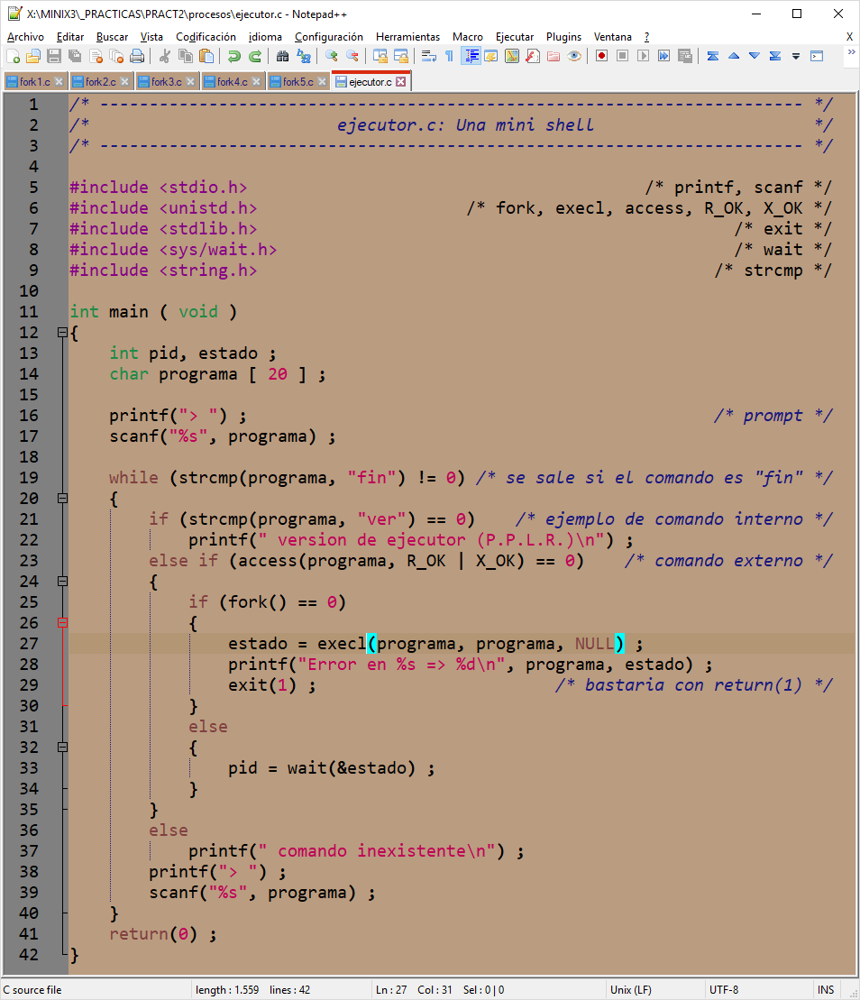 X:\MINIX3\_PRACTICAS\PRACT2\procesos\ejecutor.c - Notepad++
Archivo Editar Buscar Vista Codificación idioma Configuración Herramientas Macro Ejecutar Plugins Ventana ? X
fork1.c fork2.c fork3.c fork4.c fork5.c ejecutor.c
1 /* ----------------------------------------------------------------------- */
2 /* ejecutor.c: Una mini shell */
3 /* ----------------------------------------------------------------------- */
4
5 #include <stdio.h> /* printf, scanf */
6 #include <unistd.h> /* fork, execl, access, R_OK, X_OK */
7 #include <stdlib.h> /* exit */
8 #include <sys/wait.h> /* wait */
9 #include <string.h> /* strcmp */
10
11 int main ( void )
12 {
13 int pid, estado ;
14 char programa [ 20 ] ;
15
16 printf("> ") ; /* prompt */
17 scanf("%s", programa) ;
18
19 while (strcmp(programa, "fin") != 0) /* se sale si el comando es "fin" */
20 {
21 if (strcmp(programa, "ver") == 0) /* ejemplo de comando interno */
22 printf(" version de ejecutor (P.P.L.R.)\n") ;
23 else if (access(programa, R_OK | X_OK) == 0) /* comando externo */
24 {
25 if (fork() == 0)
26 {
27 estado = execl(programa, programa, NULL) ;
28 printf("Error en %s => %d\n", programa, estado) ;
29 exit(1) ; /* bastaria con return(1) */
30 }
31 else
32 {
33 pid = wait(&estado) ;
34 }
35 }
36 else
37 printf(" comando inexistente\n") ;
38 printf("> ") ;
39 scanf("%s", programa) ;
40 }
41 return(0) ;
42 }
C source file length : 1.559 lines : 42 Ln : 27 Col : 31 Sel : 0 | 0 Unix (LF) UTF-8 INS